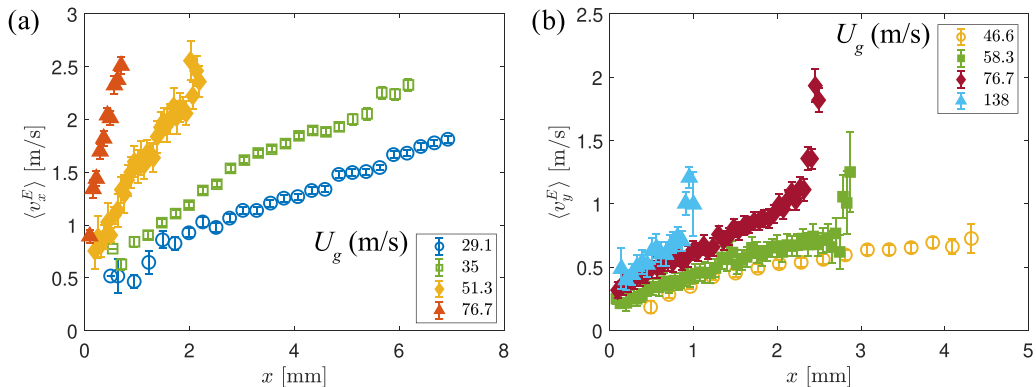 (a)
3
2.5
2
1.5
1
0.5
0
⟨v_x^E⟩ [m/s]
U_g (m/s)
29.1
35
51.3
76.7
0 2 4 6 8
x [mm]
(b)
2.5
2
1.5
1
0.5
0
⟨v_y^E⟩ [m/s]
U_g (m/s)
46.6
58.3
76.7
138
0 1 2 3 4 5
x [mm]